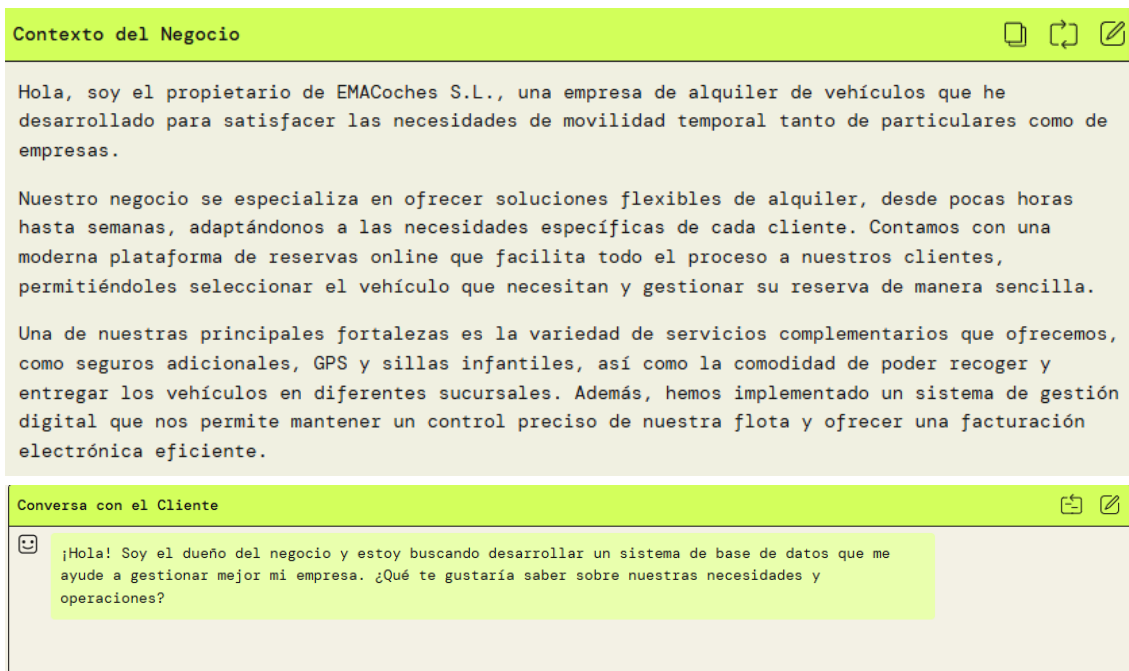 Contexto del Negocio
Hola, soy el propietario de EMACoches S.L., una empresa de alquiler de vehículos que he
desarrollado para satisfacer las necesidades de movilidad temporal tanto de particulares como de
empresas.
Nuestro negocio se especializa en ofrecer soluciones flexibles de alquiler, desde pocas horas
hasta semanas, adaptándonos a las necesidades específicas de cada cliente. Contamos con una
moderna plataforma de reservas online que facilita todo el proceso a nuestros clientes,
permitiéndoles seleccionar el vehículo que necesitan y gestionar su reserva de manera sencilla.
Una de nuestras principales fortalezas es la variedad de servicios complementarios que ofrecemos,
como seguros adicionales, GPS y sillas infantiles, así como la comodidad de poder recoger y
entregar los vehículos en diferentes sucursales. Además, hemos implementado un sistema de gestión
digital que nos permite mantener un control preciso de nuestra flota y ofrecer una facturación
electrónica eficiente.
Conversa con el Cliente
¡Hola! Soy el dueño del negocio y estoy buscando desarrollar un sistema de base de datos que me
ayude a gestionar mejor mi empresa. ¿Qué te gustaría saber sobre nuestras necesidades y
operaciones?